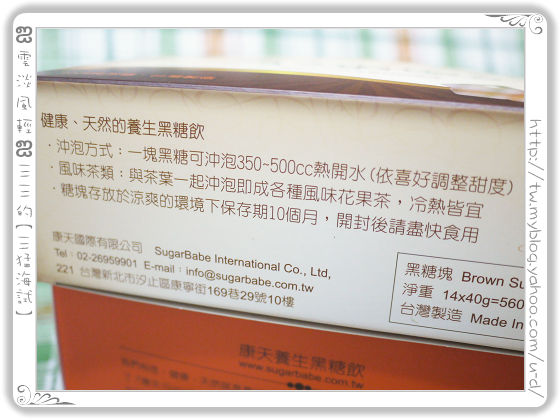 健康、天然的養生黑糖飲
・沖泡方式：一塊黑糖可沖泡350~500cc熱開水(依喜好調整甜度)
・風味茶類：與茶葉一起沖泡即成各種風味花果茶，冷熱皆宜
・糖塊存放於涼爽的環境下保存期10個月，開封後請盡快食用
康天國際有限公司 SugarBabe International Co., Ltd,
Tel：02-26959901 E-mail：info@sugarbabe.com.tw
221 台灣新北市汐止區康寧街169巷29號10樓
黑糖塊 Brown Su
淨重 14x40g=560
台灣製造 Made In
康天養生黑糖飲
www.sugarbabe.com.tw
雲淡風輕
三三的【三猛海試】
http://tw.myblog.yahoo.com/u-d/